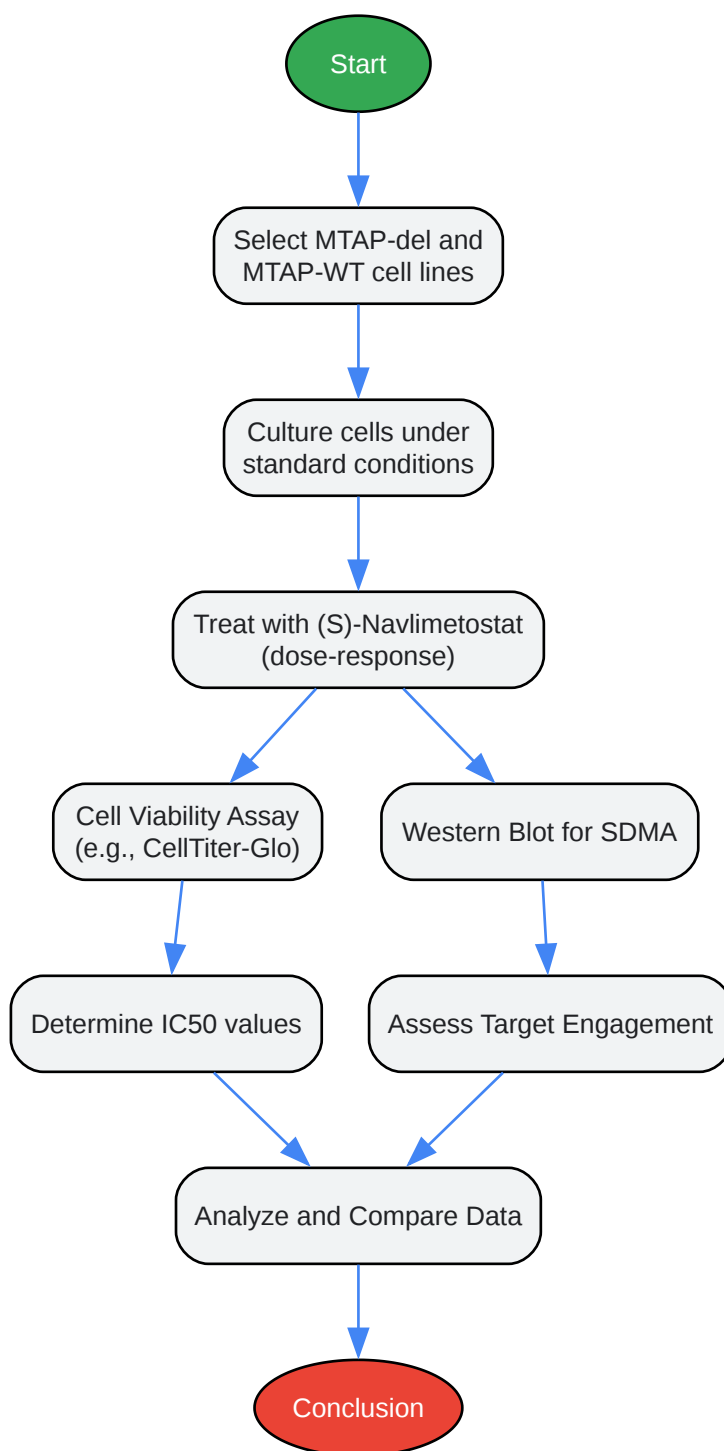 Start
Select MTAP-del and
MTAP-WT cell lines
Culture cells under
standard conditions
Treat with (S)-Navlimetostat
(dose-response)
Cell Viability Assay
(e.g., CellTiter-Glo)
Western Blot for SDMA
Determine IC50 values
Assess Target Engagement
Analyze and Compare Data
Conclusion